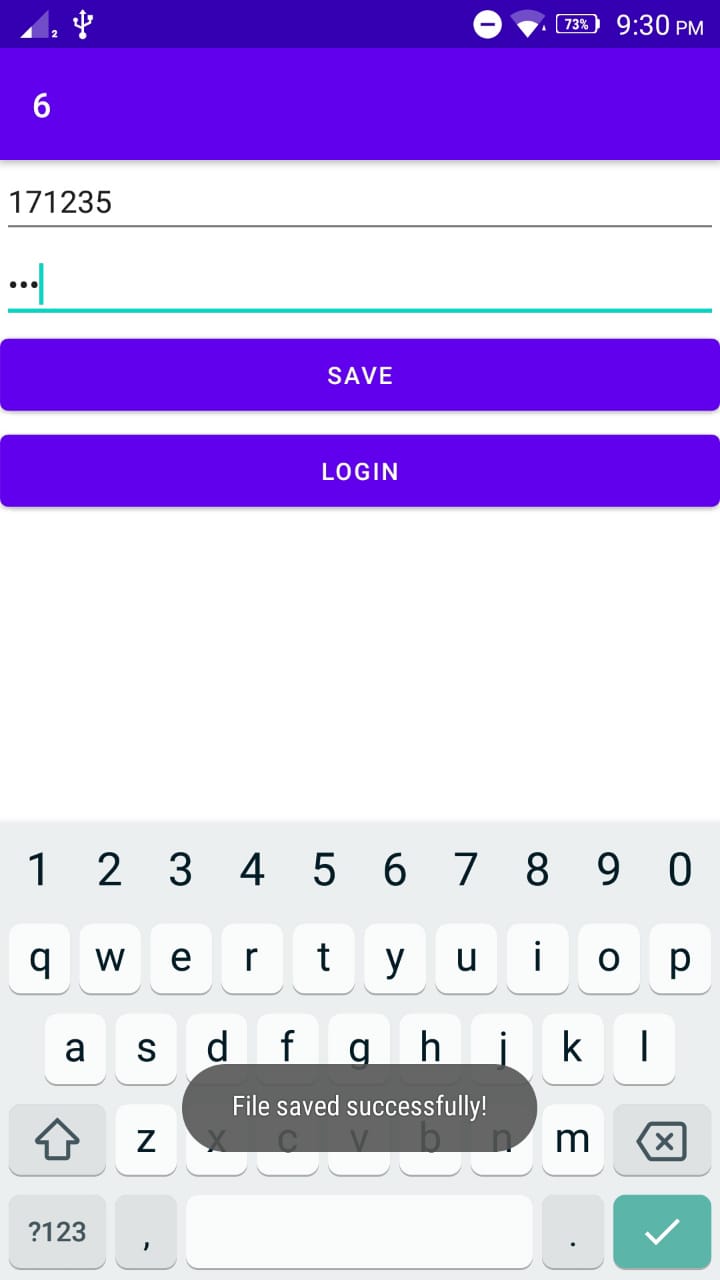 2 73% 9:30 PM
6
171235
•••
SAVE
LOGIN
1 2 3 4 5 6 7 8 9 0
q w e r t y u i o p
a s d f g h j k l
File saved successfully!
z x c v b n m
?123 , .